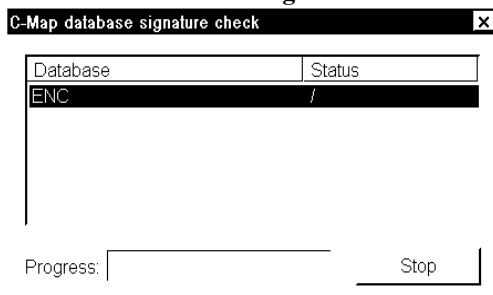 C-Map database signature check
Database Status
ENC /
Progress: Stop